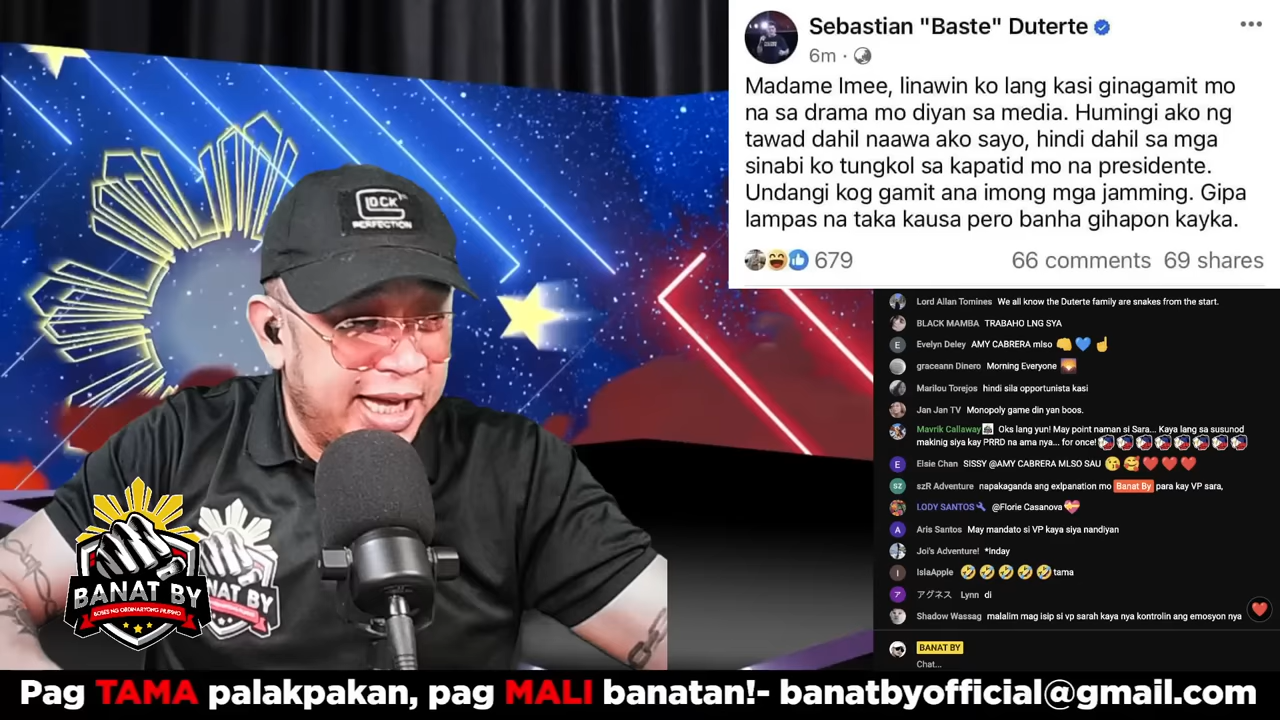 Sebastian "Baste" Duterte
6m ·
Madame Imee, linawin ko lang kasi ginagamit mo
na sa drama mo diyan sa media. Humingi ako ng
tawad dahil naawa ako sayo, hindi dahil sa mga
sinabi ko tungkol sa kapatid mo na presidente.
Undangi kog gamit ana imong mga jamming. Gipa
lampas na taka kausa pero banha gihapon kayka.
679
66 comments 69 shares
GLOCK
PERFECTION
Lord Allan Tomines We all know the Duterte family are snakes from the start.
BLACK MAMBA TRABAHO LNG SYA
E Evelyn Deley AMY CABRERA mlso 👊 💙 ☝️
graceann Dinero Morning Everyone 🌅
Marilou Torejos hindi sila opportunista kasi
Jan Jan TV Monopoly game din yan boos.
Mavrik Callaway Oks lang yun! May point naman si Sara... Kaya lang sa susunod
makinig siya kay PRRD na ama nya... for once!
E Elsie Chan SISSY @AMY CABRERA MLSO SAU 😘 🥰 ❤️ ❤️ ❤️
SZ szR Adventure napakaganda ang exlpanation mo Banat By para kay VP sara,
LODY SANTOS🔧 @Florie Casanova 💝
A Aris Santos May mandato si VP kaya siya nandiyan
Joi's Adventure! *inday
I IslaApple 🤣 🤣 🤣 🤣 🤣 tama
ア アグネス Lynn di
Shadow Wassag malalim mag isip si vp sarah kaya nya kontrolin ang emosyon nya
BANAT BY
Chat...
BANAT BY
BOSES NG ORDINARYONG PILIPINO
BANAT BY
Pag TAMA palakpakan, pag MALI banatan!- banatbyofficial@gmail.com